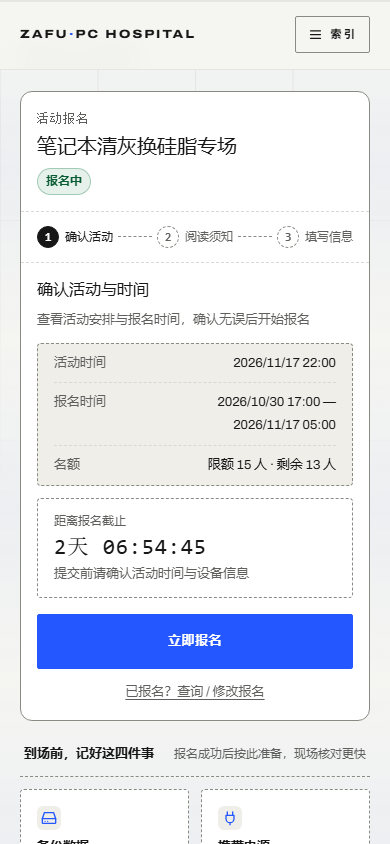 ZAFU·PC HOSPITAL
索引
活动报名
笔记本清灰换硅脂专场
报名中
1 确认活动
2 阅读须知
3 填写信息
确认活动与时间
查看活动安排与报名时间，确认无误后开始报名
活动时间 2026/11/17 22:00
报名时间 2026/10/30 17:00 —
2026/11/17 05:00
名额 限额 15 人 · 剩余 13 人
距离报名截止
2天 06:54:45
提交前请确认活动时间与设备信息
立即报名
已报名？查询 / 修改报名
到场前，记好这四件事 报名成功后按此准备，现场核对更快